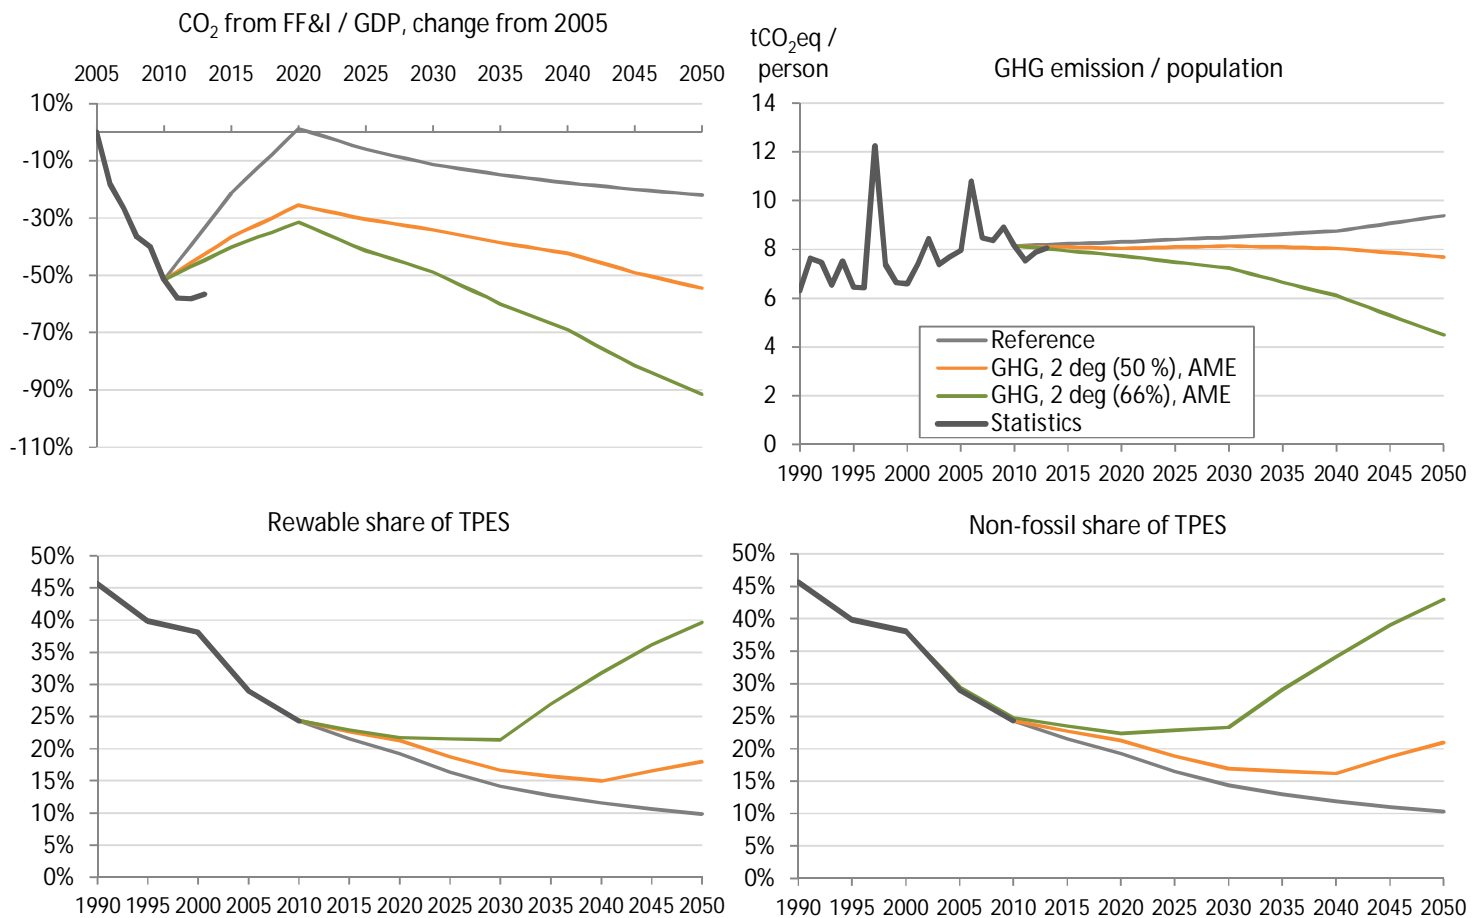 CO₂ from FF&I / GDP, change from 2005
2005 2010 2015 2020 2025 2030 2035 2040 2045 2050
10%
-10%
-30%
-50%
-70%
-90%
-110%
tCO₂eq /
person
GHG emission / population
14
12
10
8
6
4
2
0
Reference
GHG, 2 deg (50 %), AME
GHG, 2 deg (66%), AME
Statistics
1990 1995 2000 2005 2010 2015 2020 2025 2030 2035 2040 2045 2050
Rewable share of TPES
50%
45%
40%
35%
30%
25%
20%
15%
10%
5%
0%
1990 1995 2000 2005 2010 2015 2020 2025 2030 2035 2040 2045 2050
Non-fossil share of TPES
50%
45%
40%
35%
30%
25%
20%
15%
10%
5%
0%
1990 1995 2000 2005 2010 2015 2020 2025 2030 2035 2040 2045 2050